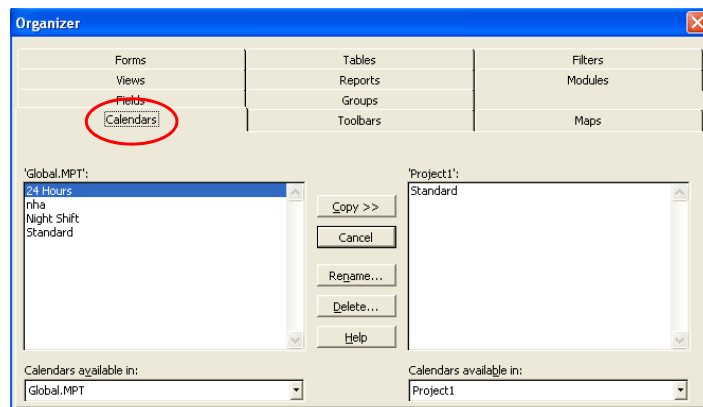 Organizer
Forms Tables Filters
Views Reports Modules
Fields Groups
Calendars Toolbars Maps
'Global.MPT': 'Project1':
24 Hours Standard
nha
Night Shift
Standard
Copy >>
Cancel
Rename...
Delete...
Help
Calendars available in: Calendars available in:
Global.MPT Project1